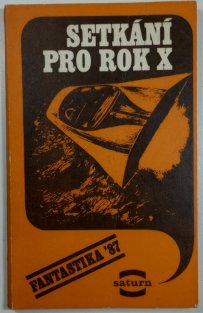 SETKÁNÍ
PRO ROK X
FANTASTIKA '87
saturn